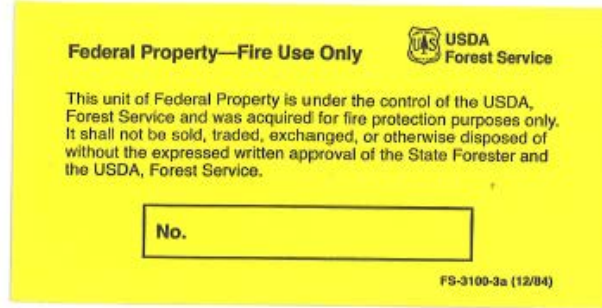 Federal Property—Fire Use Only
UAS
USDA
Forest Service
This unit of Federal Property is under the control of the USDA,
Forest Service and was acquired for fire protection purposes only.
It shall not be sold, traded, exchanged, or otherwise disposed of
without the expressed written approval of the State Forester and
the USDA, Forest Service.
No.
FS-3100-3a (12/84)